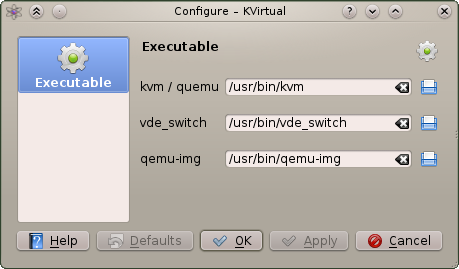 Configure – KVirtual
Executable
Executable
kvm / quemu /usr/bin/kvm
vde_switch /usr/bin/vde_switch
qemu-img /usr/bin/qemu-img
Help Defaults OK Apply Cancel